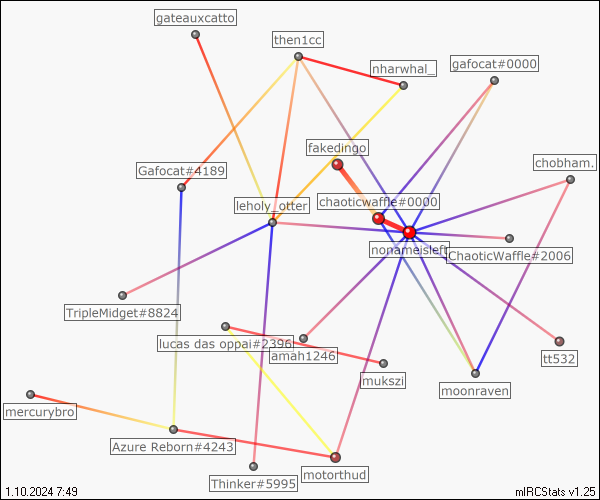 gateauxcatto
then1cc
nharwhal_
gafocat#0000
fakedingo
chobham.
Gafocat#4189
chaoticwaffle#0000
leholy_otter
nonameisleft
ChaoticWaffle#2006
TripleMidget#8824
lucas das oppai#2396
amah1246
tt532
mukszi
moonraven
mercurybro
Azure Reborn#4243
motorthud
Thinker#5995
1.10.2024 7:49
mIRCStats v1.25